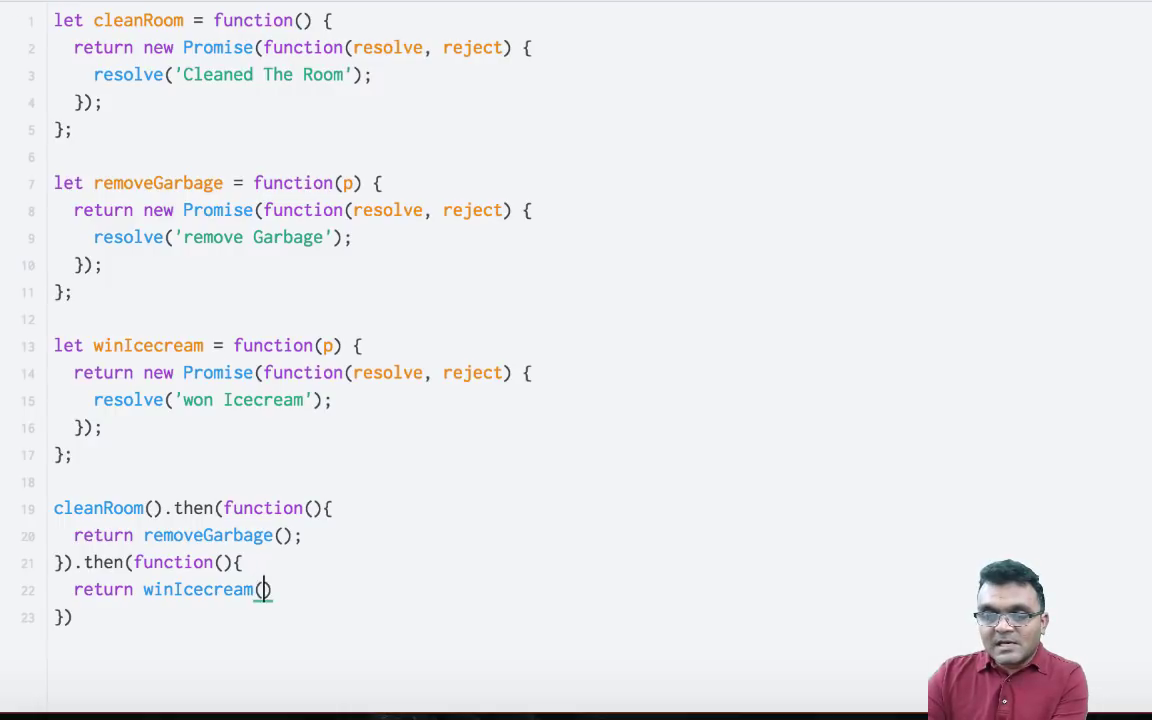 1 let cleanRoom = function() {
2 return new Promise(function(resolve, reject) {
3 resolve('Cleaned The Room');
4 });
5 };
6
7 let removeGarbage = function(p) {
8 return new Promise(function(resolve, reject) {
9 resolve('remove Garbage');
10 });
11 };
12
13 let winIcecream = function(p) {
14 return new Promise(function(resolve, reject) {
15 resolve('won Icecream');
16 });
17 };
18
19 cleanRoom().then(function(){
20 return removeGarbage();
21 }).then(function(){
22 return winIcecream()
23 })